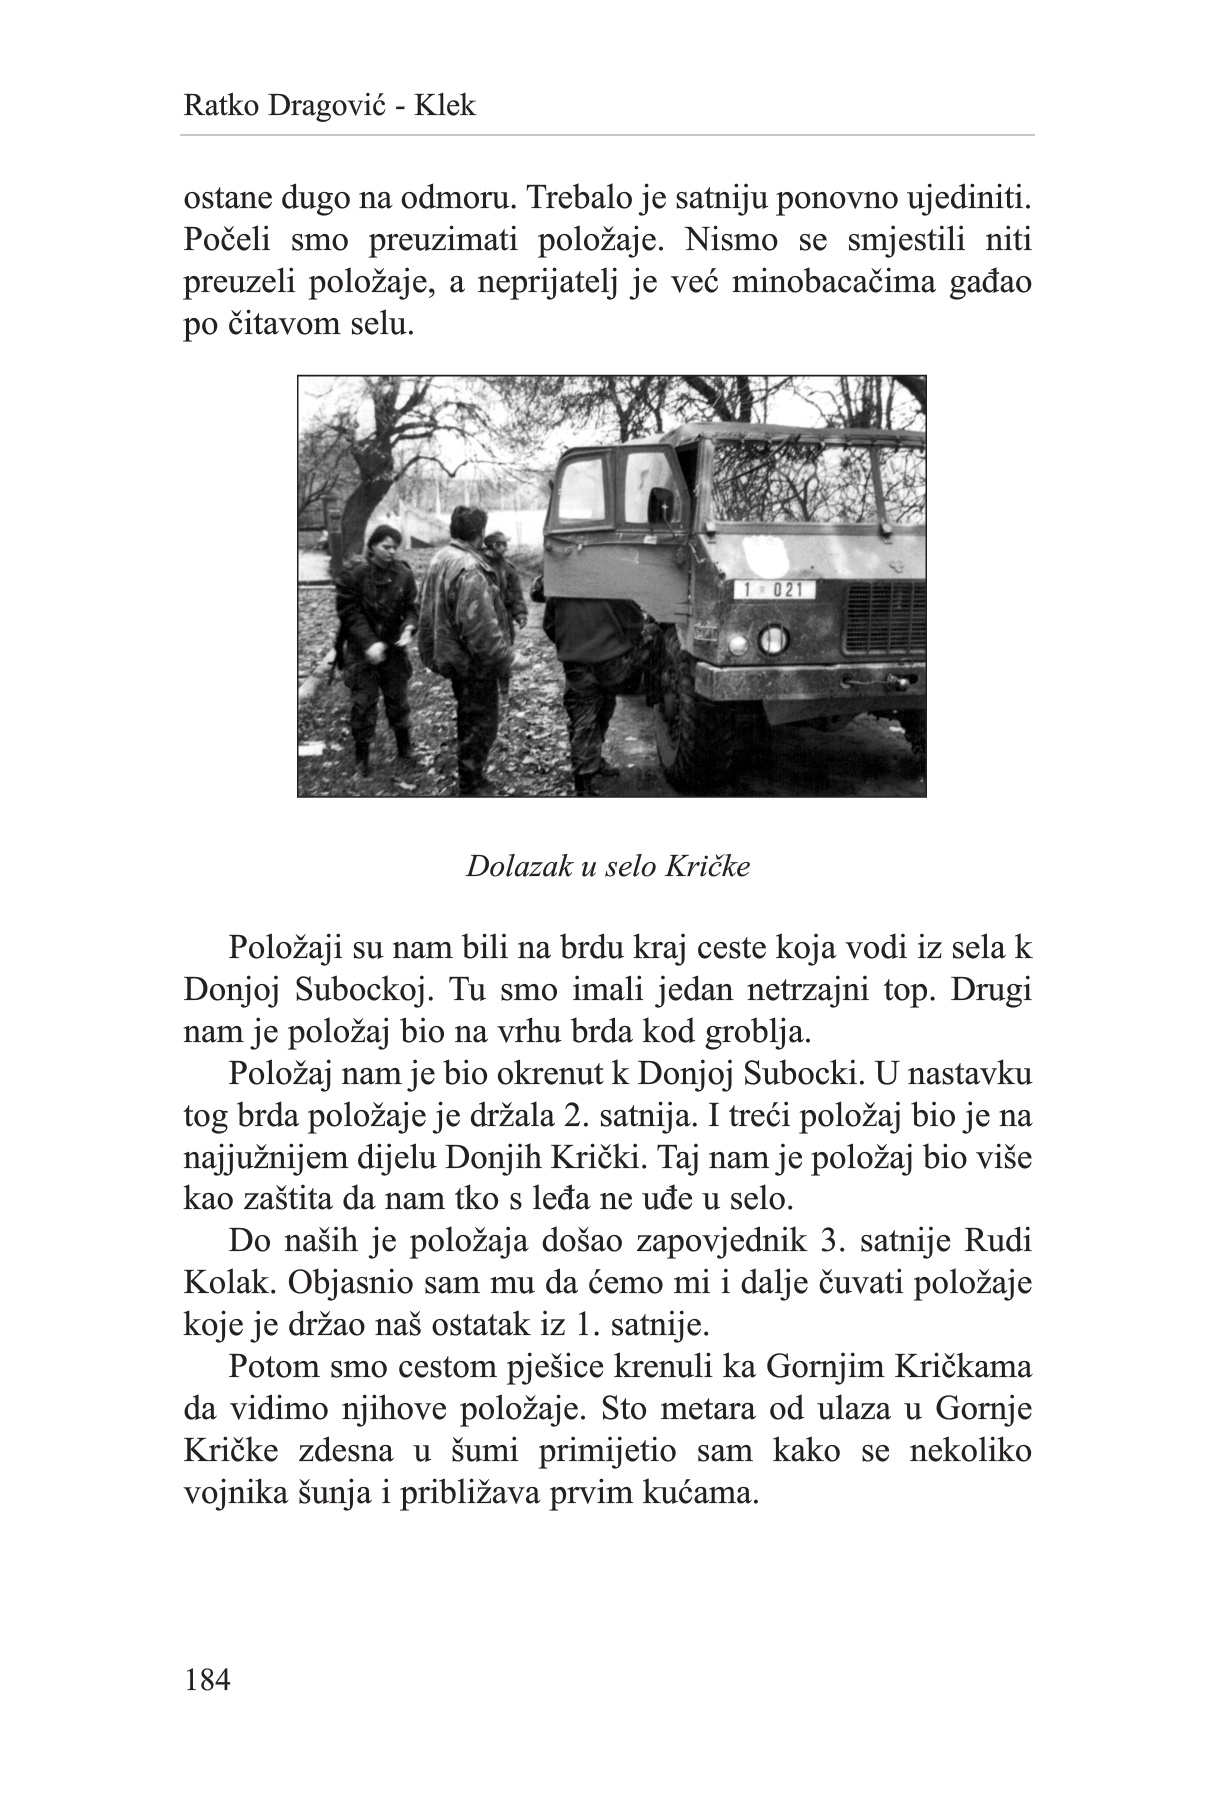 Ratko Dragović - Klek
ostane dugo na odmoru. Trebalo je satniju ponovno ujediniti.
Počeli smo preuzimati položaje. Nismo se smjestili niti
preuzeli položaje, a neprijatelj je već minobacačima gađao
po čitavom selu.
1 * 021
Dolazak u selo Kričke
Položaji su nam bili na brdu kraj ceste koja vodi iz sela k
Donjoj Subockoj. Tu smo imali jedan netrzajni top. Drugi
nam je položaj bio na vrhu brda kod groblja.
Položaj nam je bio okrenut k Donjoj Subocki. U nastavku
tog brda položaje je držala 2. satnija. I treći položaj bio je na
najjužnijem dijelu Donjih Krički. Taj nam je položaj bio više
kao zaštita da nam tko s leđa ne uđe u selo.
Do naših je položaja došao zapovjednik 3. satnije Rudi
Kolak. Objasnio sam mu da ćemo mi i dalje čuvati položaje
koje je držao naš ostatak iz 1. satnije.
Potom smo cestom pješice krenuli ka Gornjim Kričkama
da vidimo njihove položaje. Sto metara od ulaza u Gornje
Kričke zdesna u šumi primijetio sam kako se nekoliko
vojnika šunja i približava prvim kućama.
184